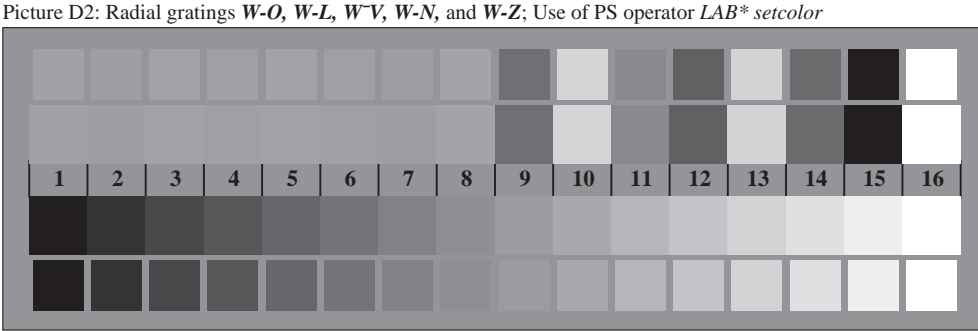 Picture D2: Radial gratings W-O, W-L, W-V, W-N, and W-Z; Use of PS operator LAB* setcolor
1 2 3 4 5 6 7 8 9 10 11 12 13 14 15 16